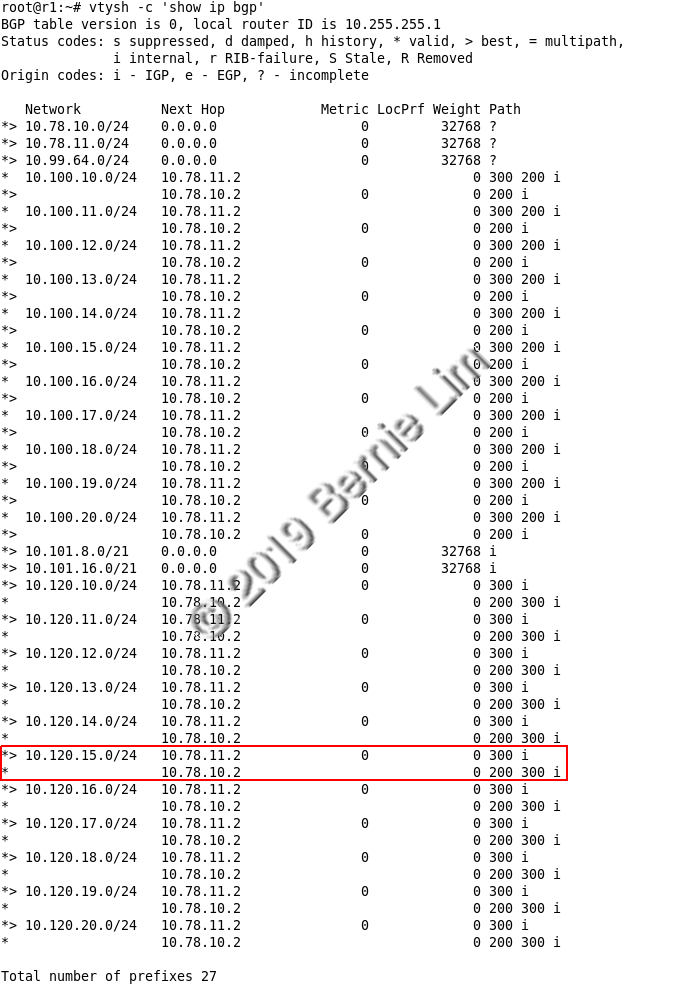 root@r1:~# vtysh -c 'show ip bgp'
BGP table version is 0, local router ID is 10.255.255.1
Status codes: s suppressed, d damped, h history, * valid, > best, = multipath,
              i internal, r RIB-failure, S Stale, R Removed
Origin codes: i - IGP, e - EGP, ? - incomplete

   Network          Next Hop            Metric LocPrf Weight Path
*> 10.78.10.0/24    0.0.0.0                  0         32768 ?
*> 10.78.11.0/24    0.0.0.0                  0         32768 ?
*> 10.99.64.0/24    0.0.0.0                  0         32768 ?
*  10.100.10.0/24   10.78.11.2                             0 300 200 i
*>                  10.78.10.2               0             0 200 i
*  10.100.11.0/24   10.78.11.2                             0 300 200 i
*>                  10.78.10.2               0             0 200 i
*  10.100.12.0/24   10.78.11.2                             0 300 200 i
*>                  10.78.10.2               0             0 200 i
*  10.100.13.0/24   10.78.11.2                             0 300 200 i
*>                  10.78.10.2               0             0 200 i
*  10.100.14.0/24   10.78.11.2                             0 300 200 i
*>                  10.78.10.2               0             0 200 i
*  10.100.15.0/24   10.78.11.2                             0 300 200 i
*>                  10.78.10.2               0             0 200 i
*  10.100.16.0/24   10.78.11.2                             0 300 200 i
*>                  10.78.10.2               0             0 200 i
*  10.100.17.0/24   10.78.11.2                             0 300 200 i
*>                  10.78.10.2               0             0 200 i
*  10.100.18.0/24   10.78.11.2                             0 300 200 i
*>                  10.78.10.2               0             0 200 i
*  10.100.19.0/24   10.78.11.2                             0 300 200 i
*>                  10.78.10.2               0             0 200 i
*  10.100.20.0/24   10.78.11.2                             0 300 200 i
*>                  10.78.10.2               0             0 200 i
*> 10.101.8.0/21    0.0.0.0                  0         32768 i
*> 10.101.16.0/21   0.0.0.0                  0         32768 i
*> 10.120.10.0/24   10.78.11.2               0             0 300 i
*                   10.78.10.2                             0 200 300 i
*> 10.120.11.0/24   10.78.11.2               0             0 300 i
*                   10.78.10.2                             0 200 300 i
*> 10.120.12.0/24   10.78.11.2               0             0 300 i
*                   10.78.10.2                             0 200 300 i
*> 10.120.13.0/24   10.78.11.2               0             0 300 i
*                   10.78.10.2                             0 200 300 i
*> 10.120.14.0/24   10.78.11.2               0             0 300 i
*                   10.78.10.2                             0 200 300 i
*> 10.120.15.0/24   10.78.11.2               0             0 300 i
*                   10.78.10.2                             0 200 300 i
*> 10.120.16.0/24   10.78.11.2               0             0 300 i
*                   10.78.10.2                             0 200 300 i
*> 10.120.17.0/24   10.78.11.2               0             0 300 i
*                   10.78.10.2                             0 200 300 i
*> 10.120.18.0/24   10.78.11.2               0             0 300 i
*                   10.78.10.2                             0 200 300 i
*> 10.120.19.0/24   10.78.11.2               0             0 300 i
*                   10.78.10.2                             0 200 300 i
*> 10.120.20.0/24   10.78.11.2               0             0 300 i
*                   10.78.10.2                             0 200 300 i

Total number of prefixes 27
© 2019 Bernie Lim